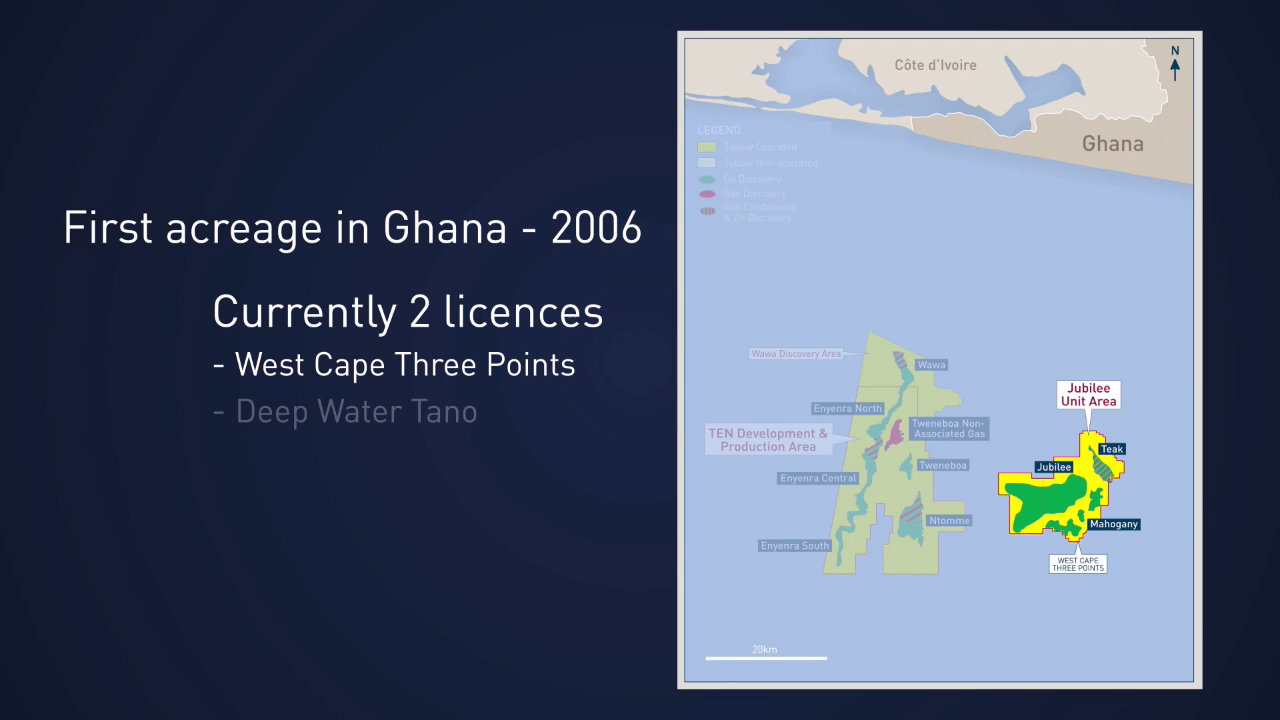 First acreage in Ghana - 2006
Currently 2 licences
- West Cape Three Points
- Deep Water Tano
Côte d'Ivoire
N
Ghana
LEGEND
Tullow Operated
Tullow Non-operated
Oil Discovery
Gas Discovery
Gas Condensate
& Oil Discovery
Wawa Discovery Area
Wawa
Enyenra North
Tweneboa Non-
Associated Gas
TEN Development &
Production Area
Tweneboa
Enyenra Central
Ntomme
Enyenra South
Jubilee
Unit Area
Teak
Jubilee
Mahogany
WEST CAPE
THREE POINTS
20km